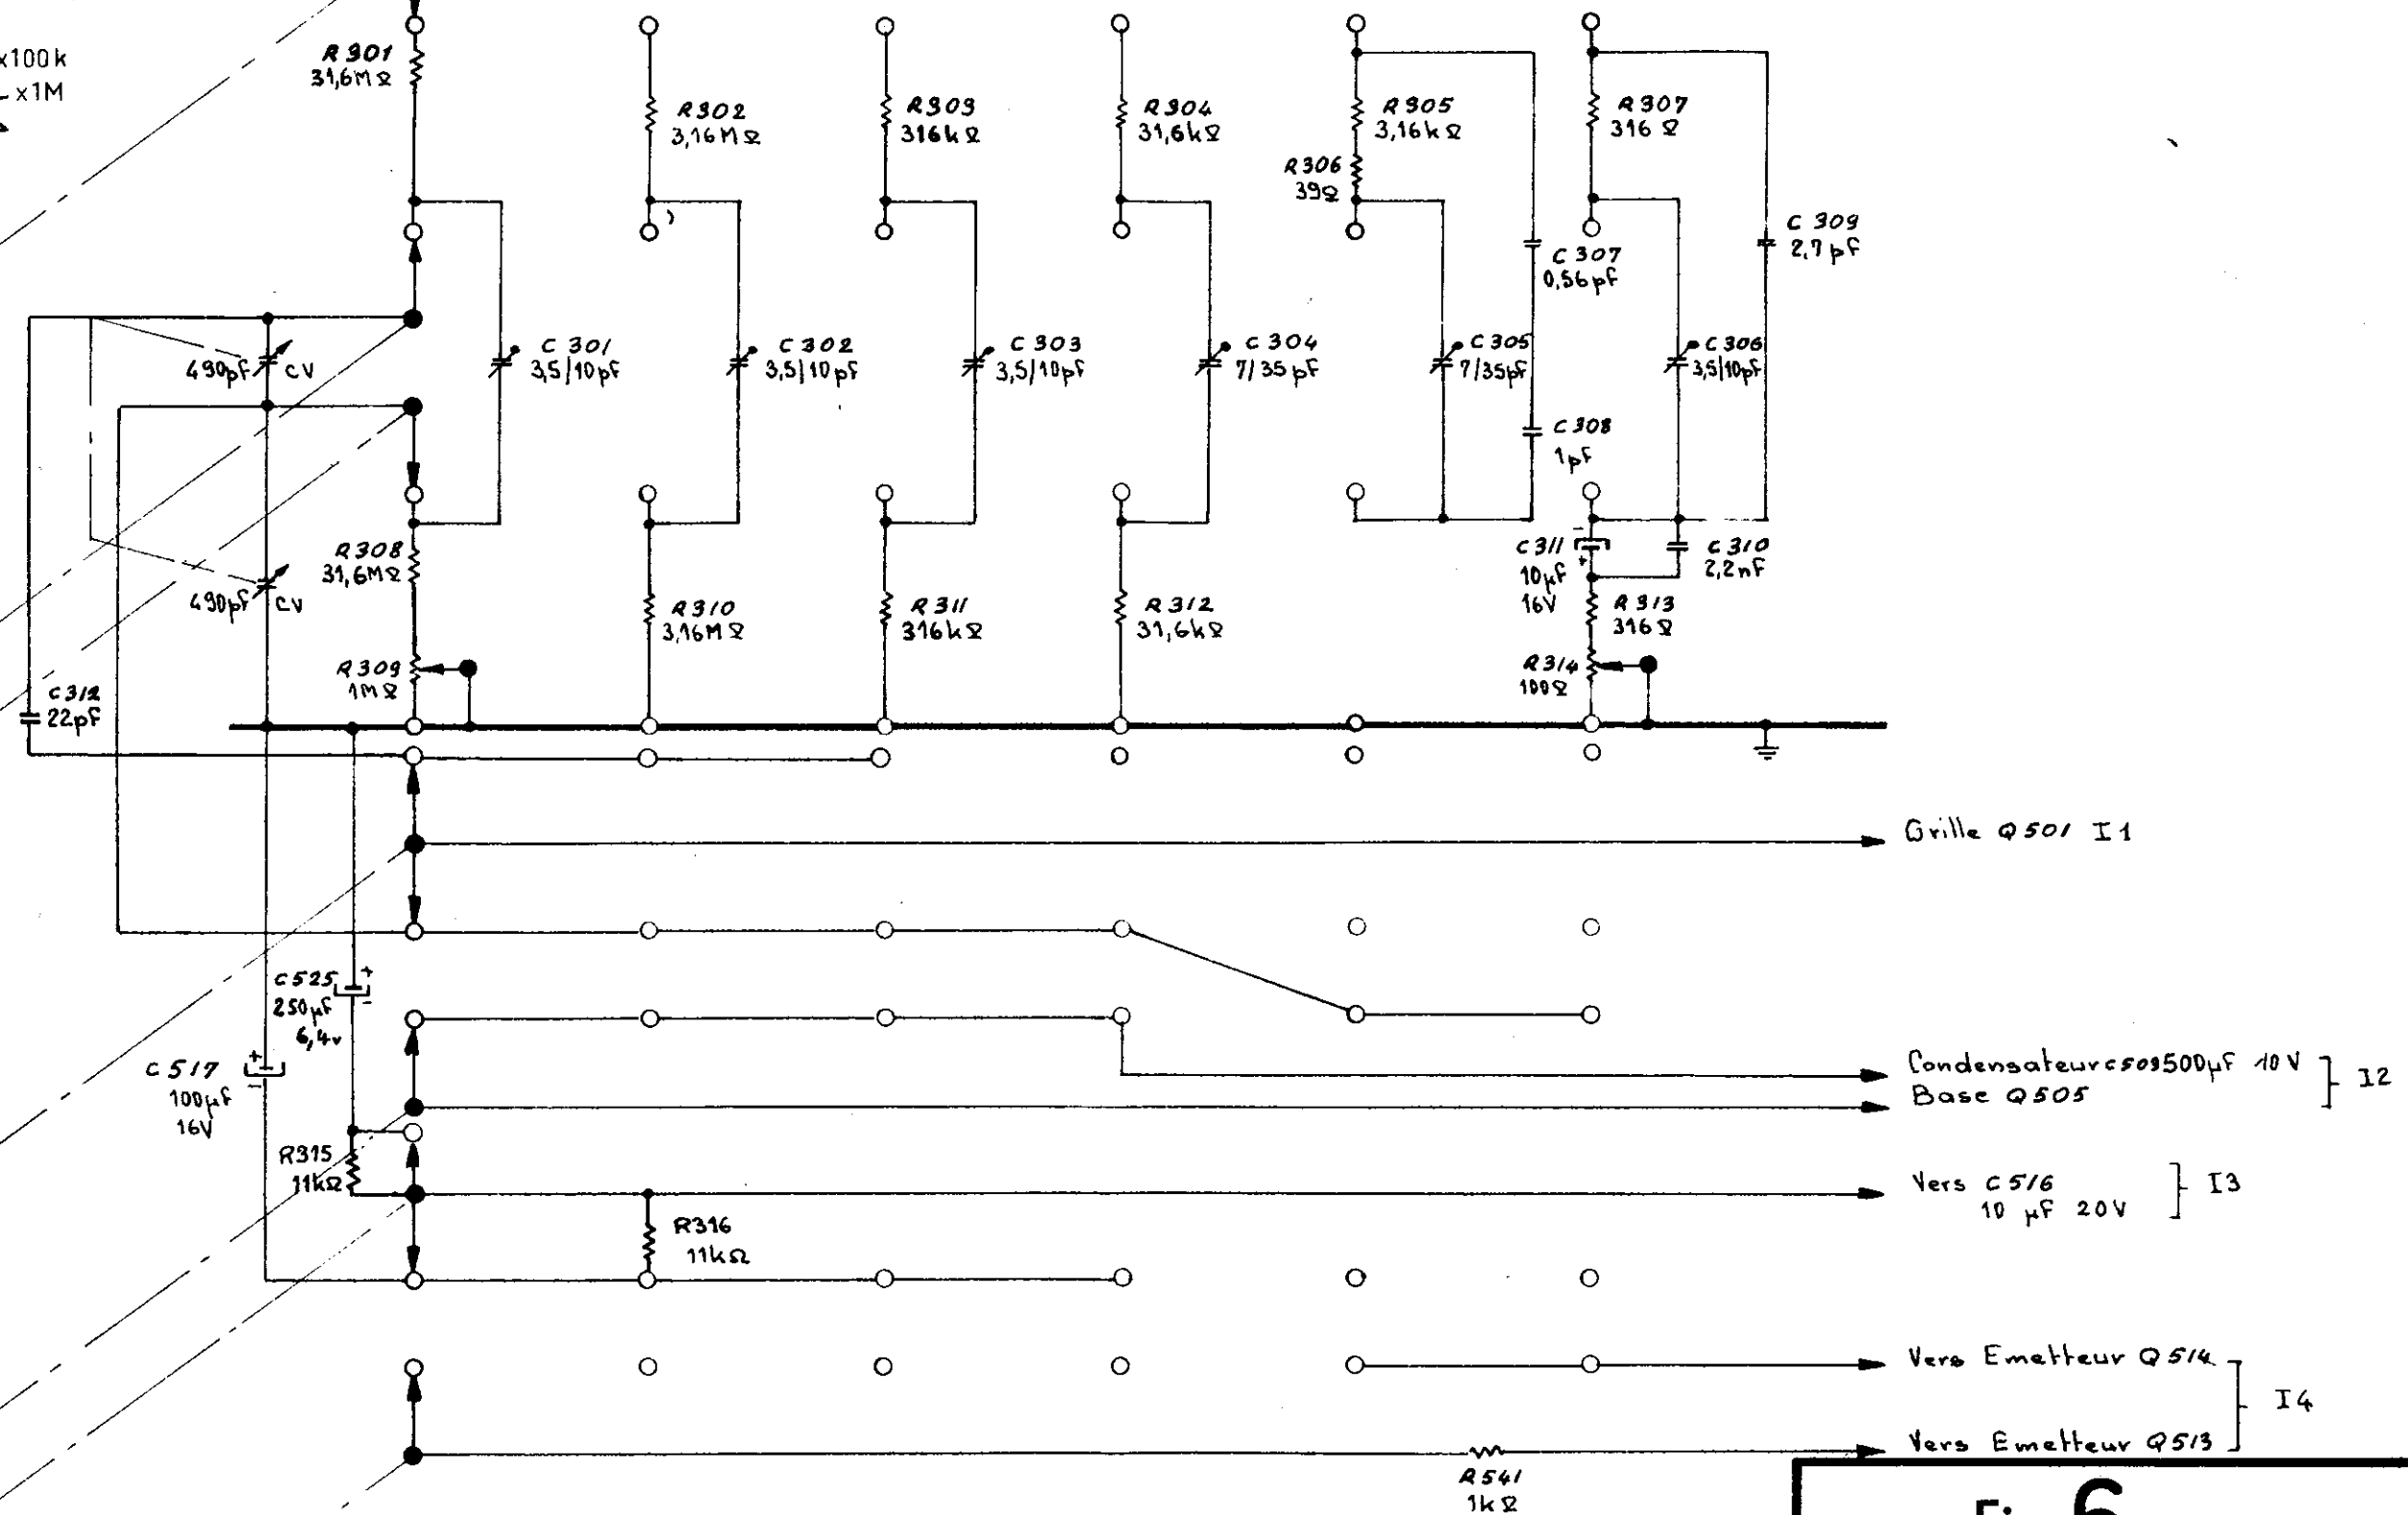 x100k
x1M
R301
31,6MΩ
R302
3,16MΩ
R303
316kΩ
R304
31,6kΩ
R305
3,16kΩ
R306
39Ω
R307
316Ω
C307
0,56pF
C309
2,7pF
490pF CV
C301
3,5/10pF
C302
3,5/10pF
C303
3,5/10pF
C304
7/35pF
C305
7/35pF
C306
3,5/10pF
C308
1pF
490pF CV
R308
31,6MΩ
R309
1MΩ
R310
3,16MΩ
R311
316kΩ
R312
31,6kΩ
C311
-
+
10µF
16V
C310
2,2nF
R313
316Ω
R314
100Ω
C312
22pF
Grille Q501 I1
C525
+
-
250µF
6,4v
C517
+
-
100µF
16V
Condensateur C509 500µF 10V
Base Q505
I2
R315
11kΩ
R316
11kΩ
Vers C516
10 µF 20V
I3
Vers Emetteur Q514
I4
Vers Emetteur Q513
R541
1kΩ
6